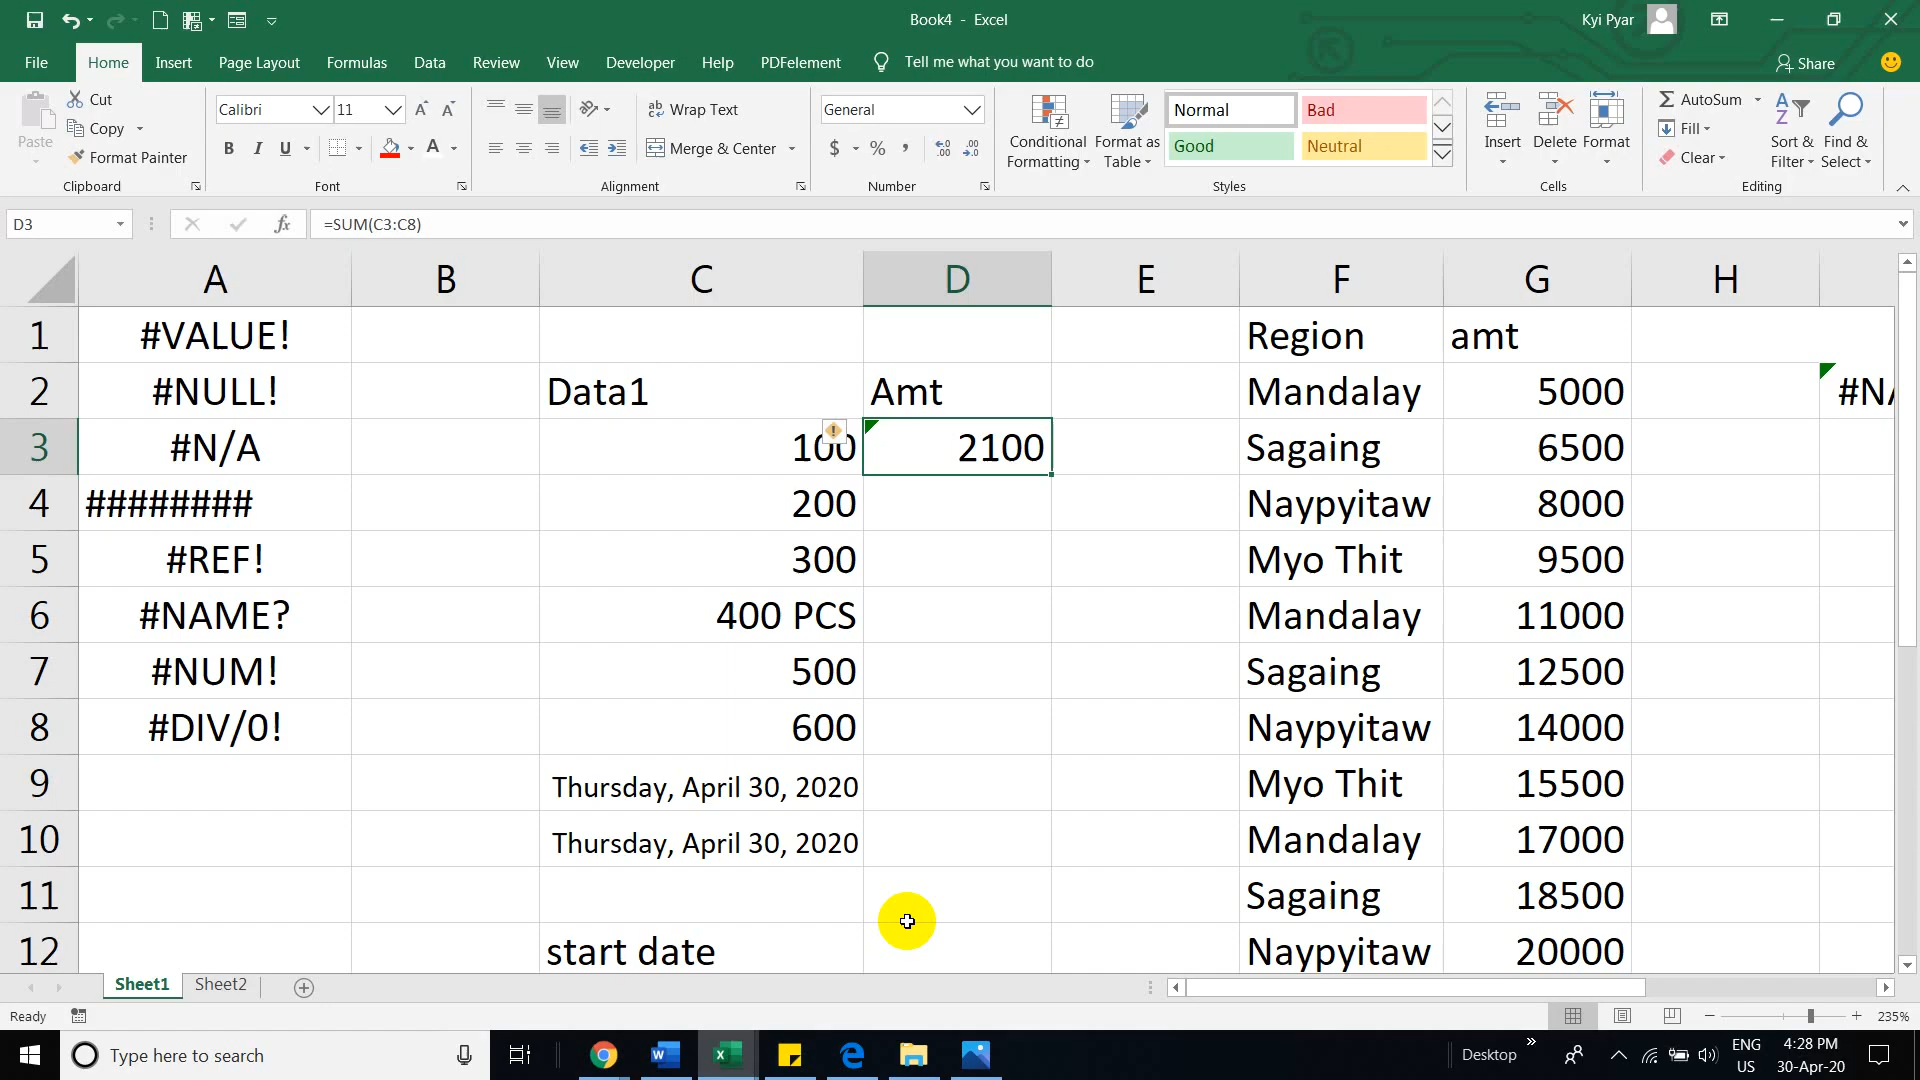 Book4 - Excel
Kyi Pyar
File Home Insert Page Layout Formulas Data Review View Developer Help PDFelement Tell me what you want to do Share
Cut
Copy
Format Painter
Paste
Clipboard
Calibri 11
B I U
Font
Wrap Text
Merge & Center
Alignment
General
$ % ,
Number
Conditional Formatting
Format as Table
Normal Bad
Good Neutral
Styles
Insert Delete Format
Cells
AutoSum
Fill
Clear
Sort & Filter
Find & Select
Editing
D3 fx =SUM(C3:C8)
A B C D E F G H
1 #VALUE! Region amt
2 #NULL! Data1 Amt Mandalay 5000
3 #N/A 100 2100 Sagaing 6500
4 ######## 200 Naypyitaw 8000
5 #REF! 300 Myo Thit 9500
6 #NAME? 400 PCS Mandalay 11000
7 #NUM! 500 Sagaing 12500
8 #DIV/0! 600 Naypyitaw 14000
9 Thursday, April 30, 2020 Myo Thit 15500
10 Thursday, April 30, 2020 Mandalay 17000
11 Sagaing 18500
12 start date Naypyitaw 20000
Sheet1 Sheet2
Ready 235%
Type here to search
Desktop
ENG
US
4:28 PM
30-Apr-20